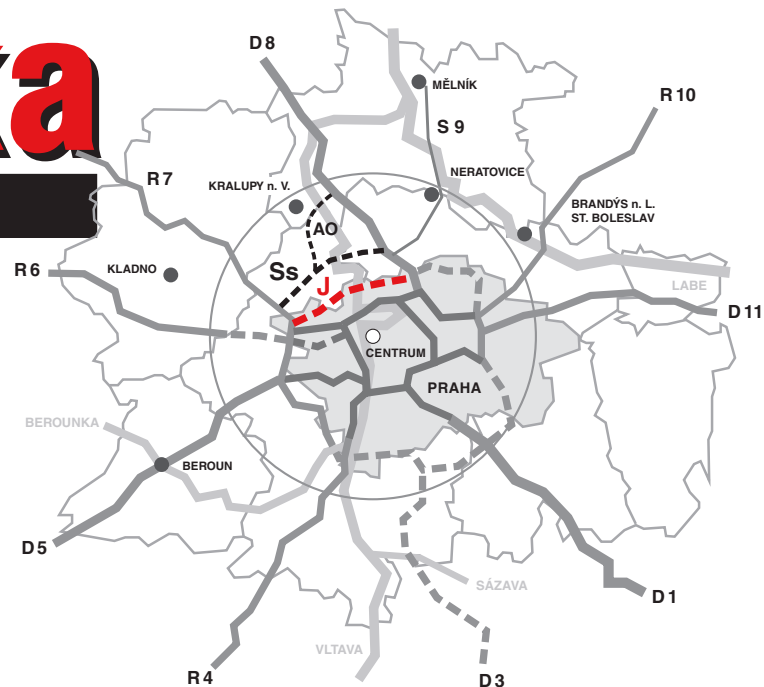 a
D8
MĚLNÍK
R10
S9
R7
NERATOVICE
KRALUPY n. V.
BRANDÝS n. L.
ST. BOLESLAV
AO
R6
KLADNO
Ss
J
LABE
D11
CENTRUM
PRAHA
BEROUNKA
BEROUN
D5
SÁZAVA
D1
VLTAVA
R4
D3